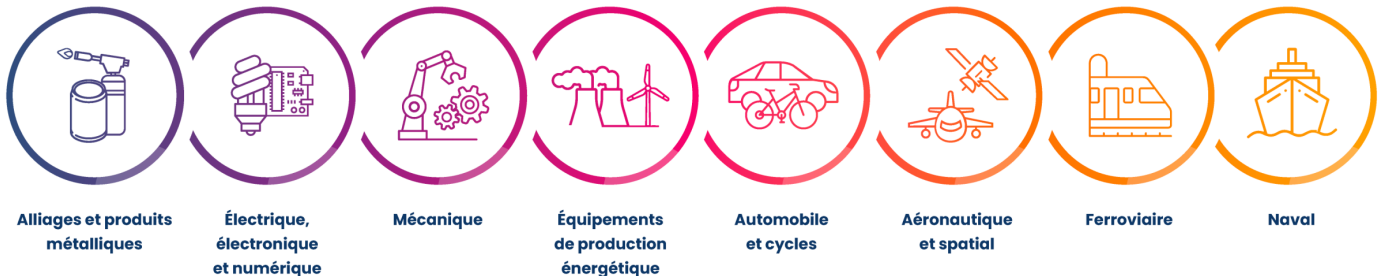 Alliages et produits
métalliques
Électrique,
électronique
et numérique
Mécanique
Équipements
de production
énergétique
Automobile
et cycles
Aéronautique
et spatial
Ferroviaire
Naval